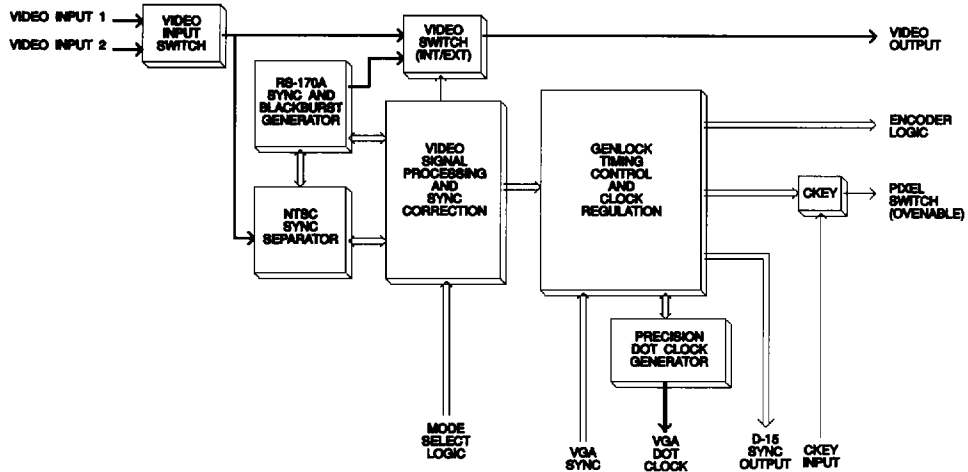 VIDEO INPUT 1
VIDEO INPUT 2
VIDEO
INPUT
SWITCH
VIDEO
SWITCH
(INT/EXT)
VIDEO
OUTPUT
RS-170A
SYNC AND
BLACKBURST
GENERATOR
VIDEO
SIGNAL
PROCESSING
AND
SYNC
CORRECTION
GENLOCK
TIMING
CONTROL
AND
CLOCK
REGULATION
ENCODER
LOGIC
CKEY
PIXEL
SWITCH
(OVENABLE)
NTSC
SYNC
SEPARATOR
PRECISION
DOT CLOCK
GENERATOR
MODE
SELECT
LOGIC
VGA
SYNC
VGA
DOT
CLOCK
D-15
SYNC
OUTPUT
CKEY
INPUT